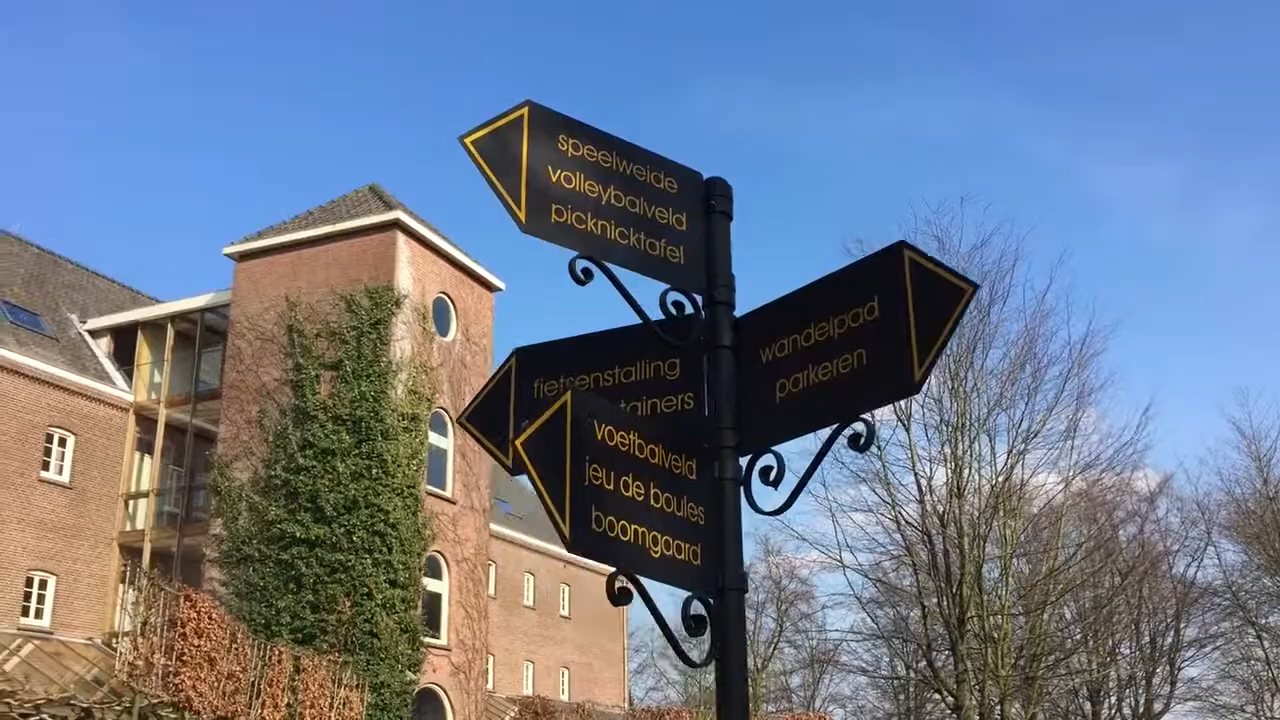 speelweide
volleybalveld
picknicktafel
wandelpad
parkeren
fietsenstalling
voetbalveld
jeu de boules
boomgaard